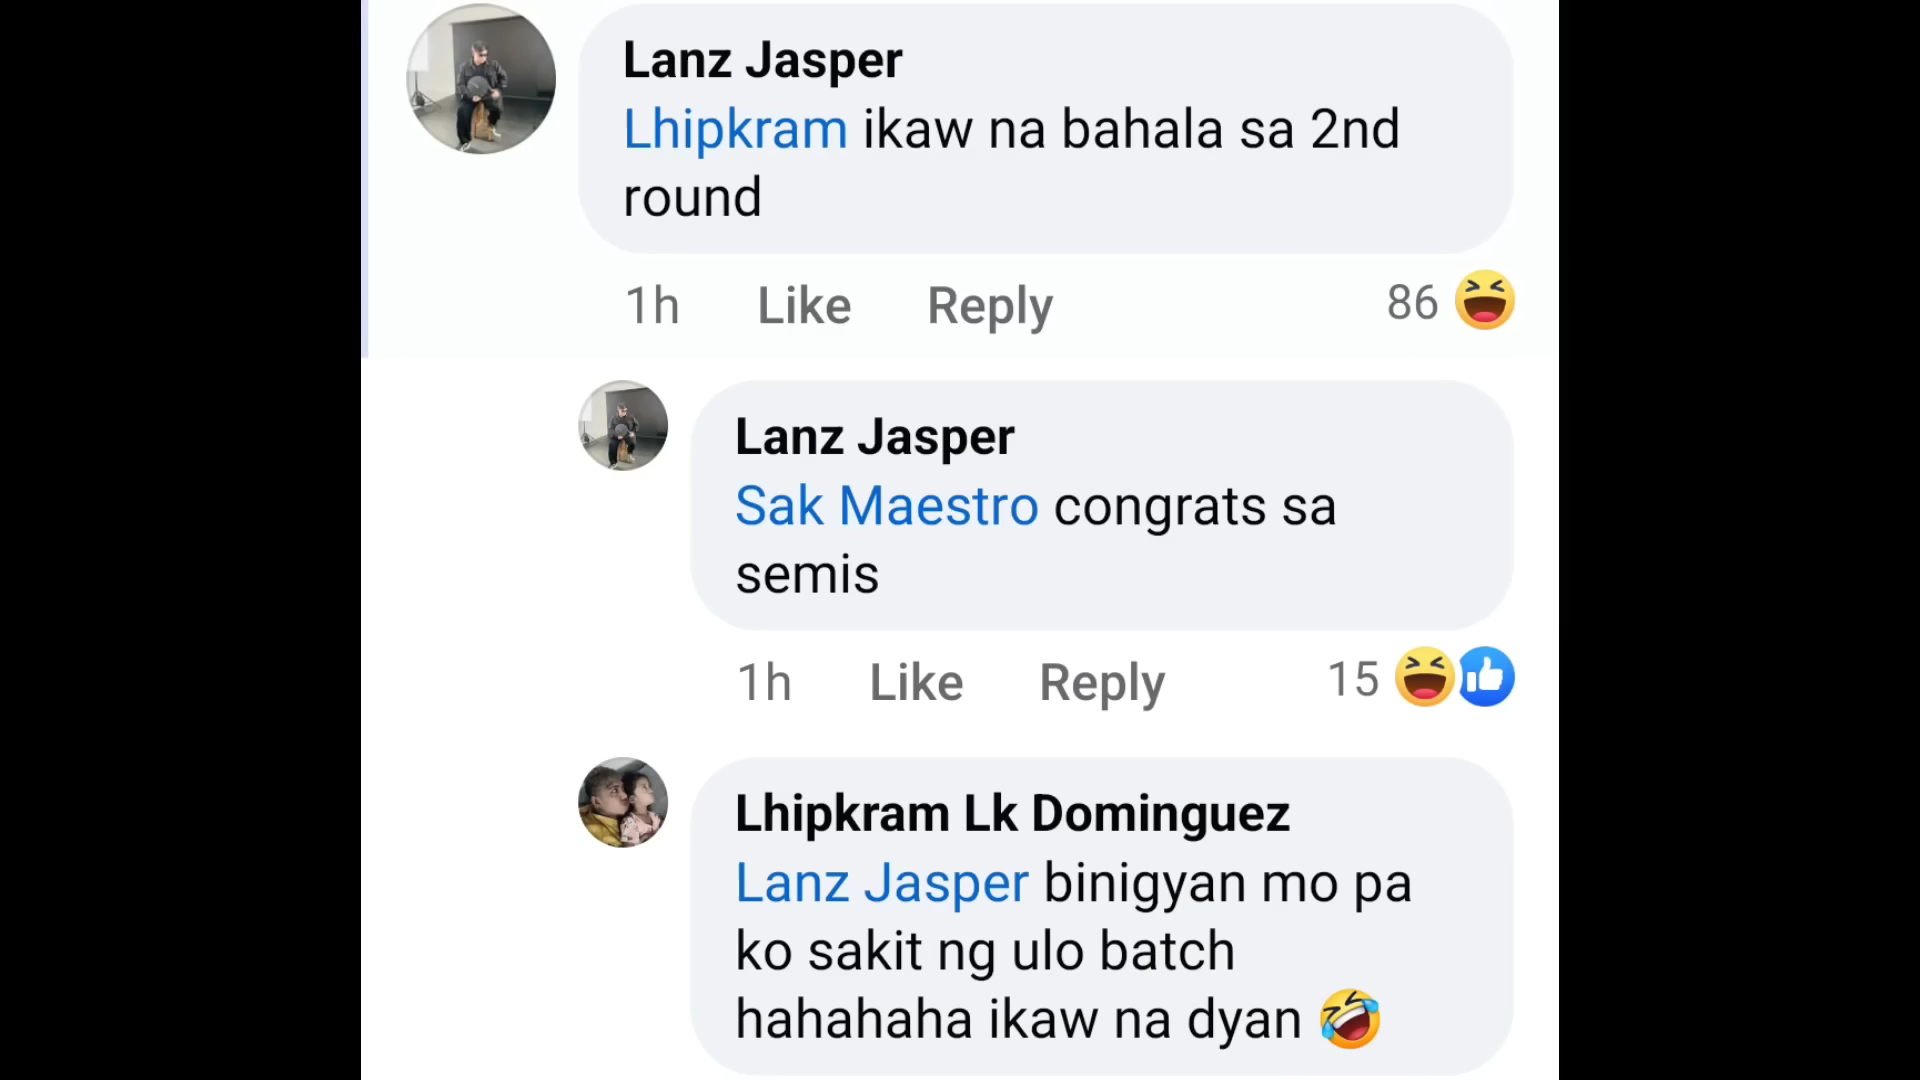 Lanz Jasper
Lhipkram ikaw na bahala sa 2nd
round
1h Like Reply 86
Lanz Jasper
Sak Maestro congrats sa
semis
1h Like Reply 15
Lhipkram Lk Dominguez
Lanz Jasper binigyan mo pa
ko sakit ng ulo batch
hahahaha ikaw na dyan 🤣